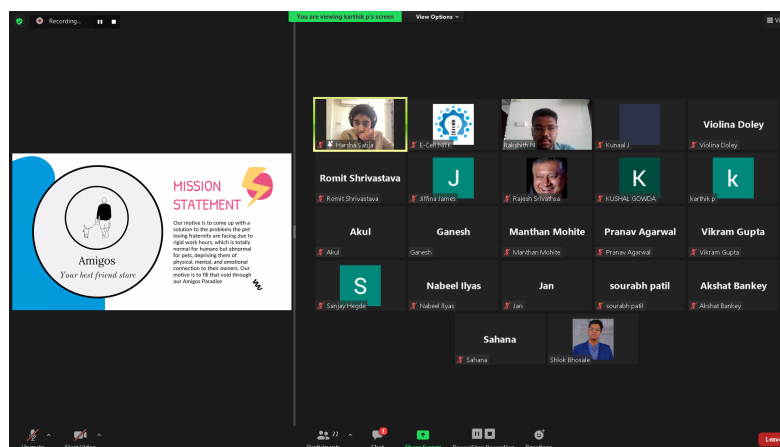 Recording...
You are viewing karthik p's screen
View Options
Amigos
Your best friend store
MISSION
STATEMENT
Our motive is to come up with a
solution to the problems the pet
loving fraternity are facing due to
rigid work hours, which is totally
normal for humans but abnormal
for pets, depriving them of
physical, mental, and emotional
connection to their owners. Our
motive is to fill that void through
our Amigos Paradise
Harsha Satija
E-Cell NITK
Rakshith N
Kunaal J.
Violina Doley
Violina Doley
Romit Shrivastava
Romit Shrivastava
J
Jiffina James
Rajesh Srivathsa
K
KUSHAL GOWDA
k
karthik p
Akul
Akul
Ganesh
Ganesh
Manthan Mohite
Manthan Mohite
Pranav Agarwal
Pranav Agarwal
Vikram Gupta
Vikram Gupta
S
Sanjay Hegde
Nabeel Ilyas
Nabeel Ilyas
Jan
Jan
sourabh patil
sourabh patil
Akshat Bankey
Akshat Bankey
Sahana
Sahana
Shlok Bhosale
22
1
Leav